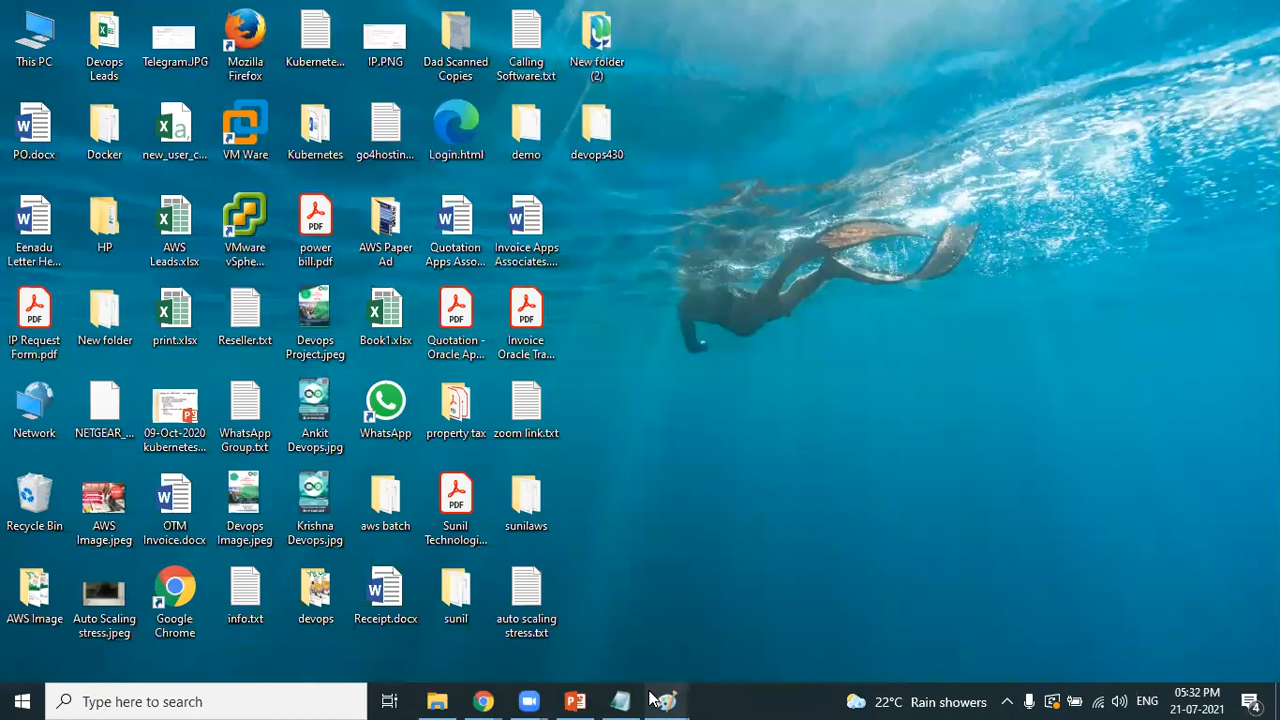 This PC
Devops
Leads
Telegram.JPG
Mozilla
Firefox
Kubernete...
IP.PNG
Dad Scanned
Copies
Calling
Software.txt
New folder
(2)
PO.docx
Docker
new_user_c...
VM Ware
Kubernetes
go4hostin...
Login.html
demo
devops430
Eenadu
Letter He...
HP
AWS
Leads.xlsx
VMware
vSphe...
power
bill.pdf
AWS Paper
Ad
Quotation
Apps Asso...
Invoice Apps
Associates....
IP Request
Form.pdf
New folder
print.xlsx
Reseller.txt
Devops
Project.jpeg
Book1.xlsx
Quotation -
Oracle Ap...
Invoice
Oracle Tra...
Network
NETGEAR_...
09-Oct-2020
kubernetes...
WhatsApp
Group.txt
Ankit
Devops.jpg
WhatsApp
property tax
zoom link.txt
Recycle Bin
AWS
Image.jpeg
OTM
Invoice.docx
Devops
Image.jpeg
Krishna
Devops.jpg
aws batch
Sunil
Technologi...
sunilaws
AWS Image
Auto Scaling
stress.jpeg
Google
Chrome
info.txt
devops
Receipt.docx
sunil
auto scaling
stress.txt
Type here to search
22°C Rain showers
ENG
05:32 PM
21-07-2021
4